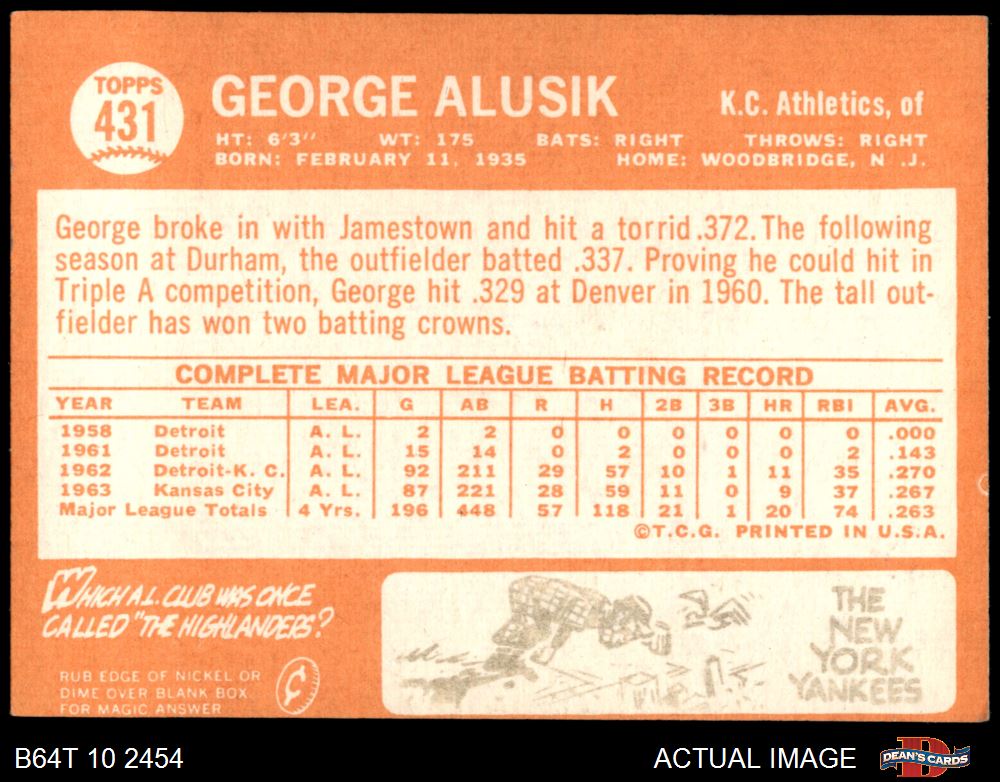 TOPPS
431
GEORGE ALUSIK
K.C. Athletics, of
HT: 6'3" WT: 175 BATS: RIGHT THROWS: RIGHT
BORN: FEBRUARY 11, 1935 HOME: WOODBRIDGE, N .J.
George broke in with Jamestown and hit a torrid .372. The following
season at Durham, the outfielder batted .337. Proving he could hit in
Triple A competition, George hit .329 at Denver in 1960. The tall out-
fielder has won two batting crowns.
COMPLETE MAJOR LEAGUE BATTING RECORD
YEAR TEAM LEA. G AB R H 2B 3B HR RBI AVG.
1958 Detroit A. L. 2 2 0 0 0 0 0 0 .000
1961 Detroit A. L. 15 14 0 2 0 0 0 2 .143
1962 Detroit-K. C. A. L. 92 211 29 57 10 1 11 35 .270
1963 Kansas City A. L. 87 221 28 59 11 0 9 37 .267
Major League Totals 4 Yrs. 196 448 57 118 21 1 20 74 .263
©T.C.G. PRINTED IN U.S.A.
WHICH A.L. CLUB WAS ONCE
CALLED "THE HIGHLANDERS?
RUB EDGE OF NICKEL OR
DIME OVER BLANK BOX
FOR MAGIC ANSWER
¢
THE
NEW
YORK
YANKEES
B64T 10 2454
ACTUAL IMAGE
D
DEAN'S CARDS